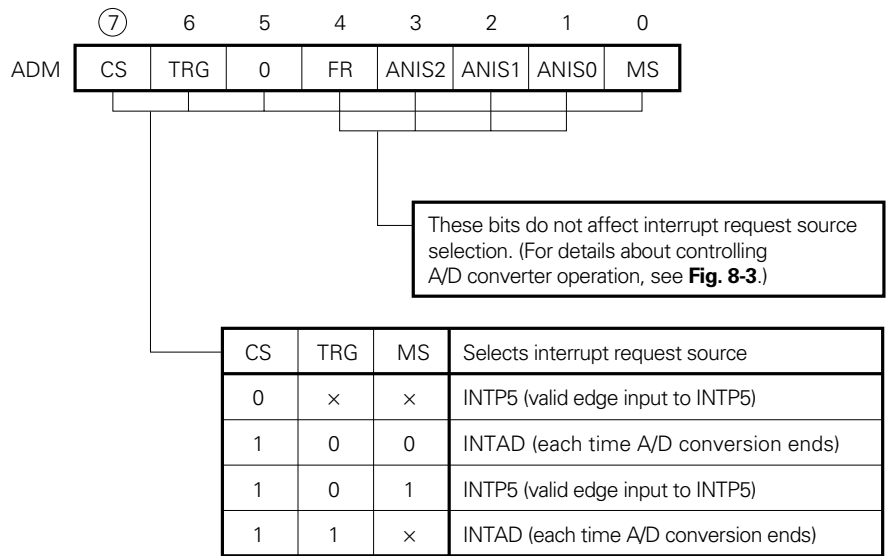 7 6 5 4 3 2 1 0
ADM CS TRG 0 FR ANIS2 ANIS1 ANIS0 MS
These bits do not affect interrupt request source
selection. (For details about controlling
A/D converter operation, see Fig. 8-3.)
CS TRG MS Selects interrupt request source
0 × × INTP5 (valid edge input to INTP5)
1 0 0 INTAD (each time A/D conversion ends)
1 0 1 INTP5 (valid edge input to INTP5)
1 1 × INTAD (each time A/D conversion ends)